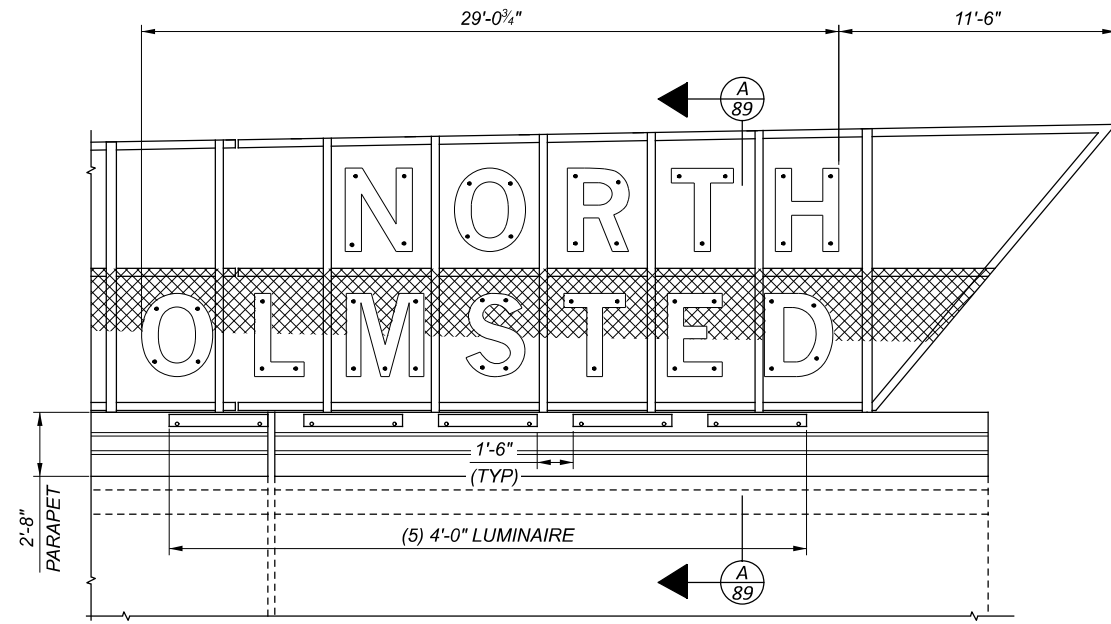 29'-0¾" 11'-6"
A
89
NORTH
OLMSTED
1'-6"
(TYP)
2'-8"
PARAPET
(5) 4'-0" LUMINAIRE
A
89